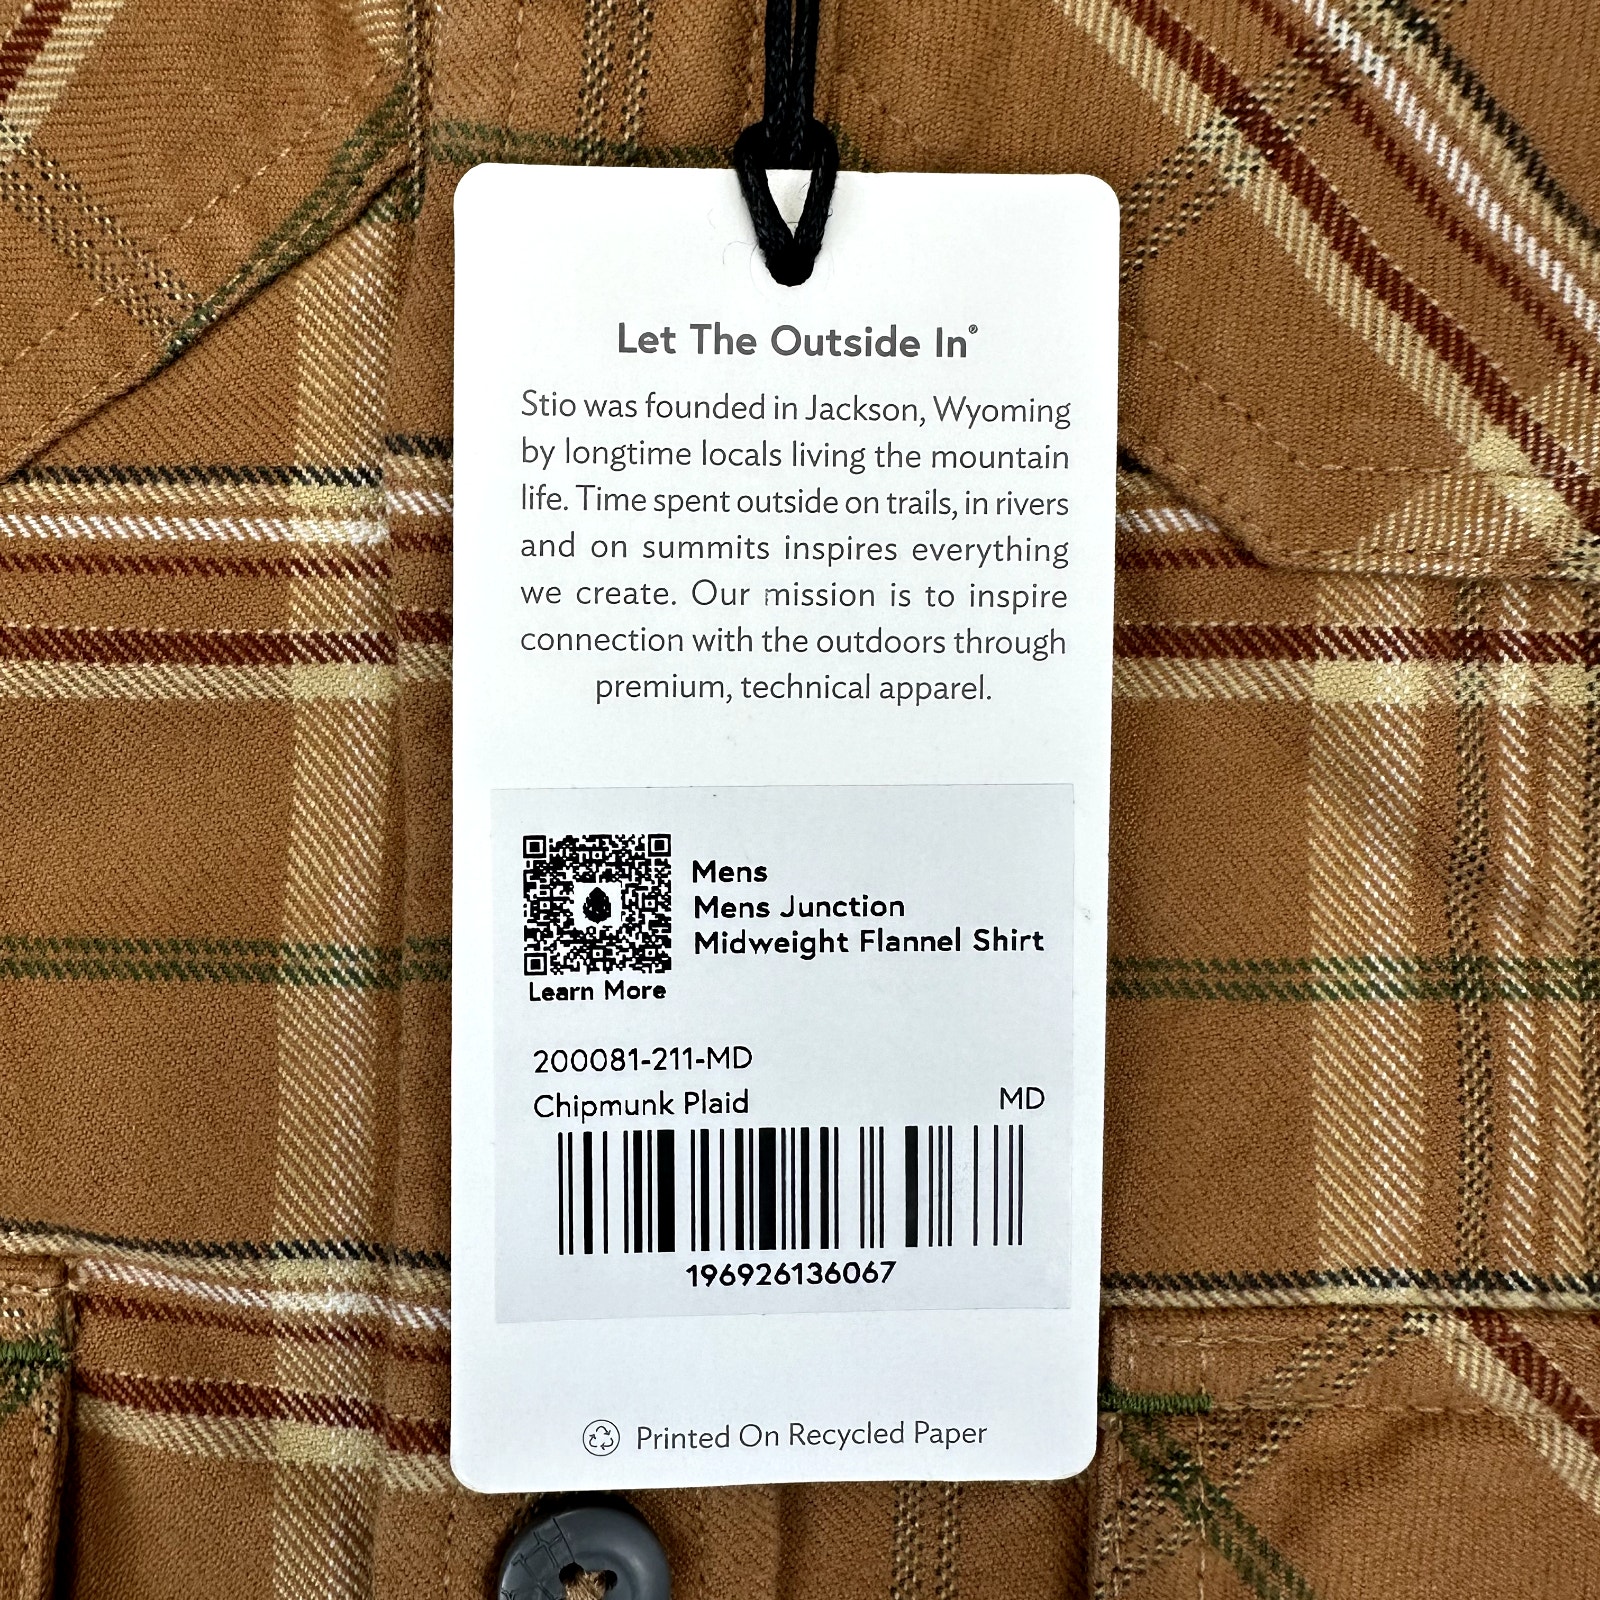 Let The Outside In®
Stio was founded in Jackson, Wyoming
by longtime locals living the mountain
life. Time spent outside on trails, in rivers
and on summits inspires everything
we create. Our mission is to inspire
connection with the outdoors through
premium, technical apparel.
Mens
Mens Junction
Midweight Flannel Shirt
Learn More
200081-211-MD
Chipmunk Plaid MD
196926136067
Printed On Recycled Paper